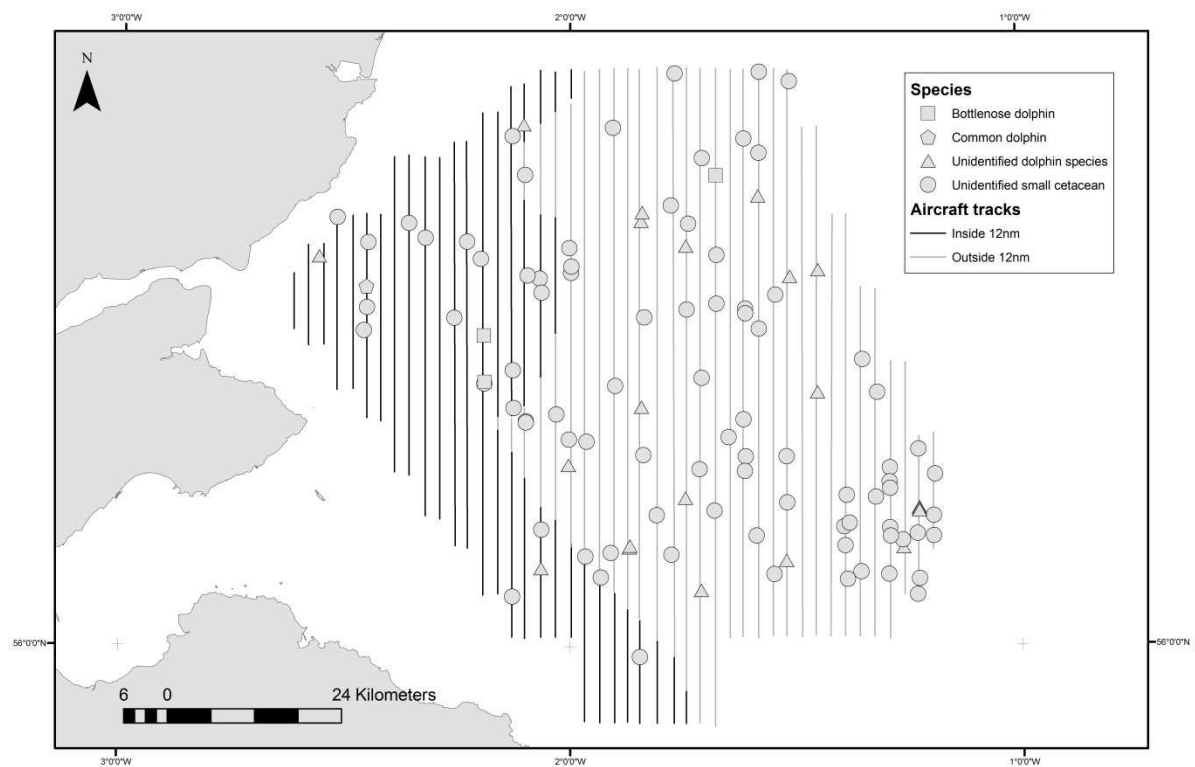 3°0'0"W 2°0'0"W 1°0'0"W
N
Species
Bottlenose dolphin
Common dolphin
Unidentified dolphin species
Unidentified small cetacean
Aircraft tracks
Inside 12nm
Outside 12nm
56°0'0"N 56°0'0"N
6 0 24 Kilometers
3°0'0"W 2°0'0"W 1°0'0"W